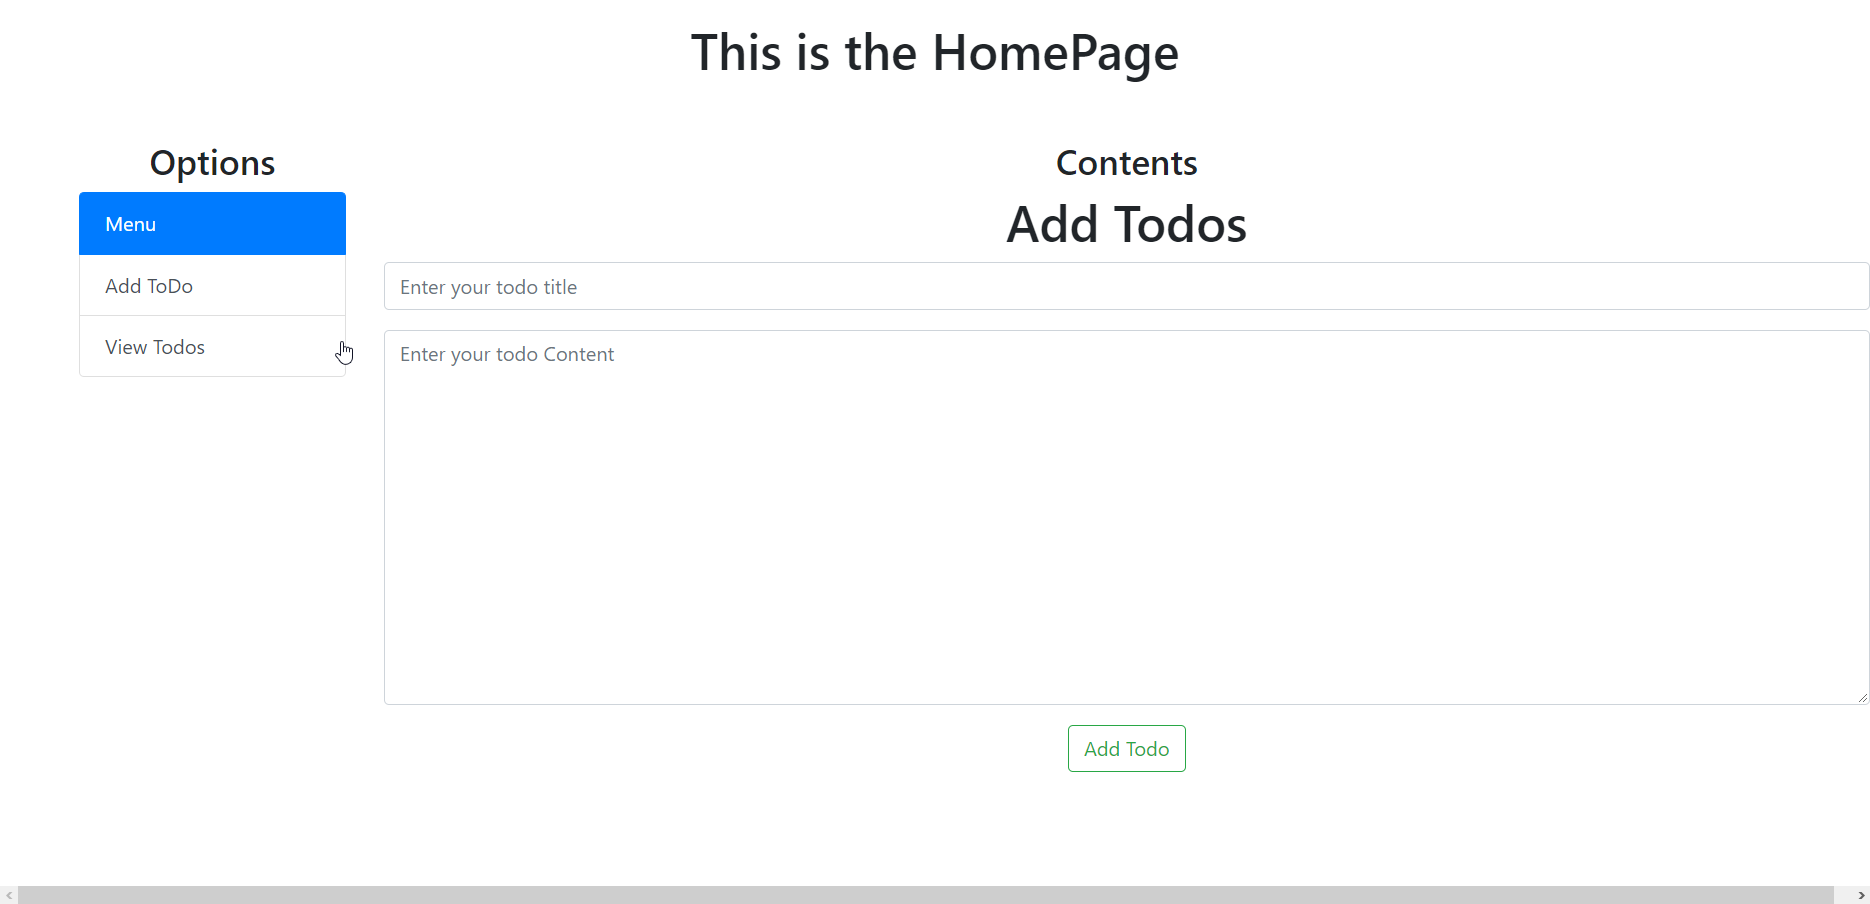 This is the HomePage
Options
Menu
Add ToDo
View Todos
Contents
Add Todos
Enter your todo title
Enter your todo Content
Add Todo